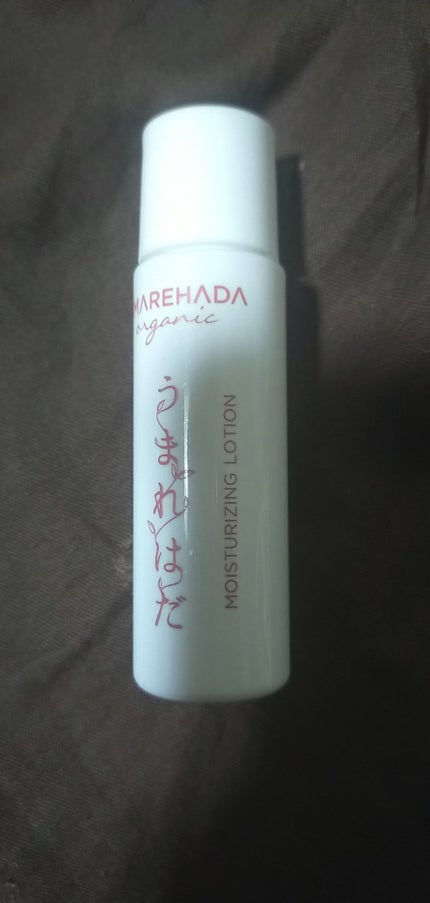 MAREHADA
organic
うまれはだ
MOISTURIZING LOTION